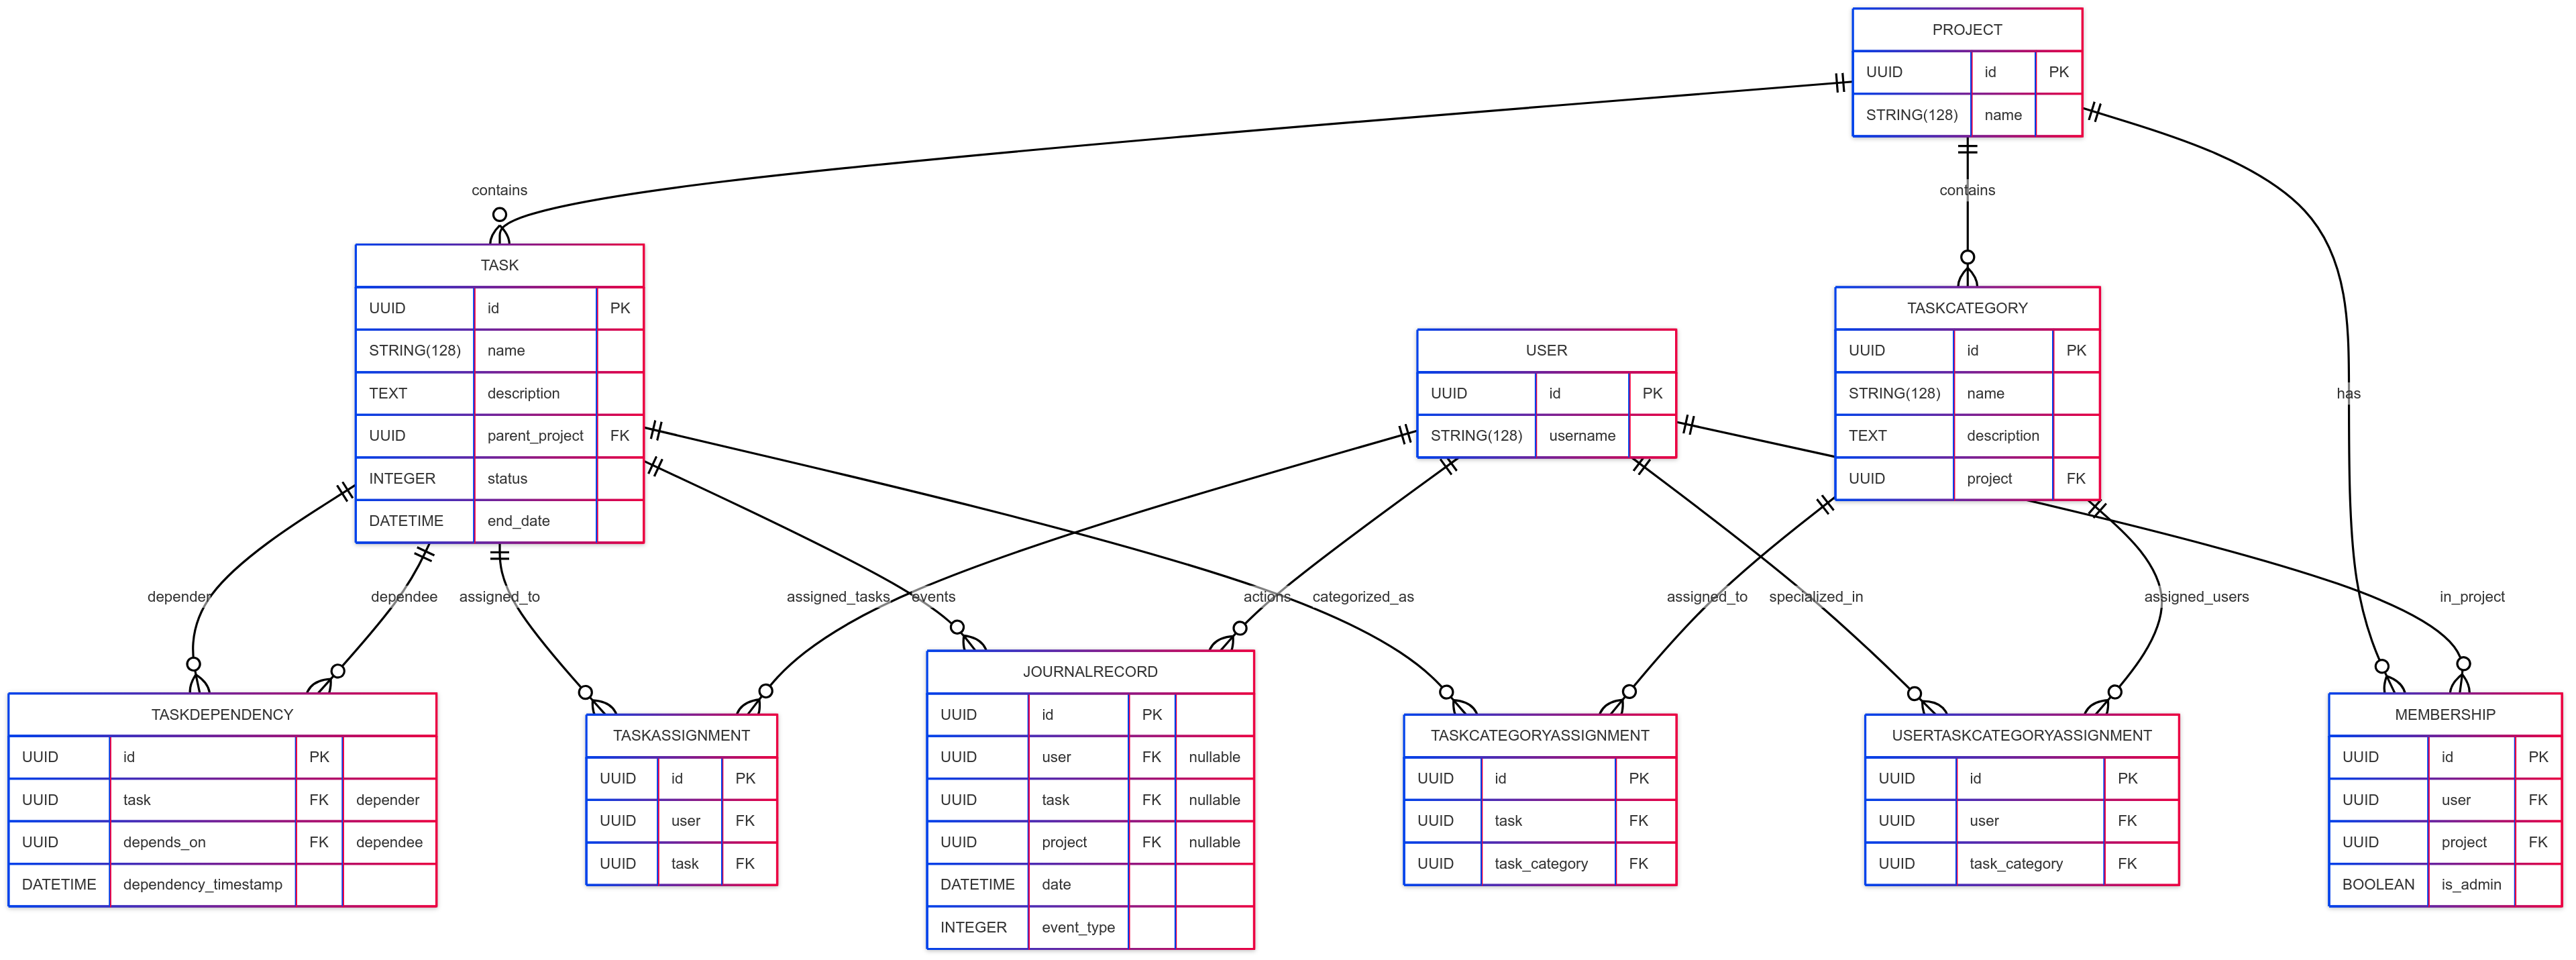 PROJECT
UUID id PK
STRING(128) name
contains
contains
TASK
UUID id PK
STRING(128) name
TEXT description
UUID parent_project FK
INTEGER status
DATETIME end_date
USER
UUID id PK
STRING(128) username
TASKCATEGORY
UUID id PK
STRING(128) name
TEXT description
UUID project FK
has
depender
dependee
assigned_to
assigned_tasks
events
actions
categorized_as
assigned_to
specialized_in
assigned_users
in_project
TASKDEPENDENCY
UUID id PK
UUID task FK depender
UUID depends_on FK dependee
DATETIME dependency_timestamp
TASKASSIGNMENT
UUID id PK
UUID user FK
UUID task FK
JOURNALRECORD
UUID id PK
UUID user FK nullable
UUID task FK nullable
UUID project FK nullable
DATETIME date
INTEGER event_type
TASKCATEGORYASSIGNMENT
UUID id PK
UUID task FK
UUID task_category FK
USERTASKCATEGORYASSIGNMENT
UUID id PK
UUID user FK
UUID task_category FK
MEMBERSHIP
UUID id PK
UUID user FK
UUID project FK
BOOLEAN is_admin